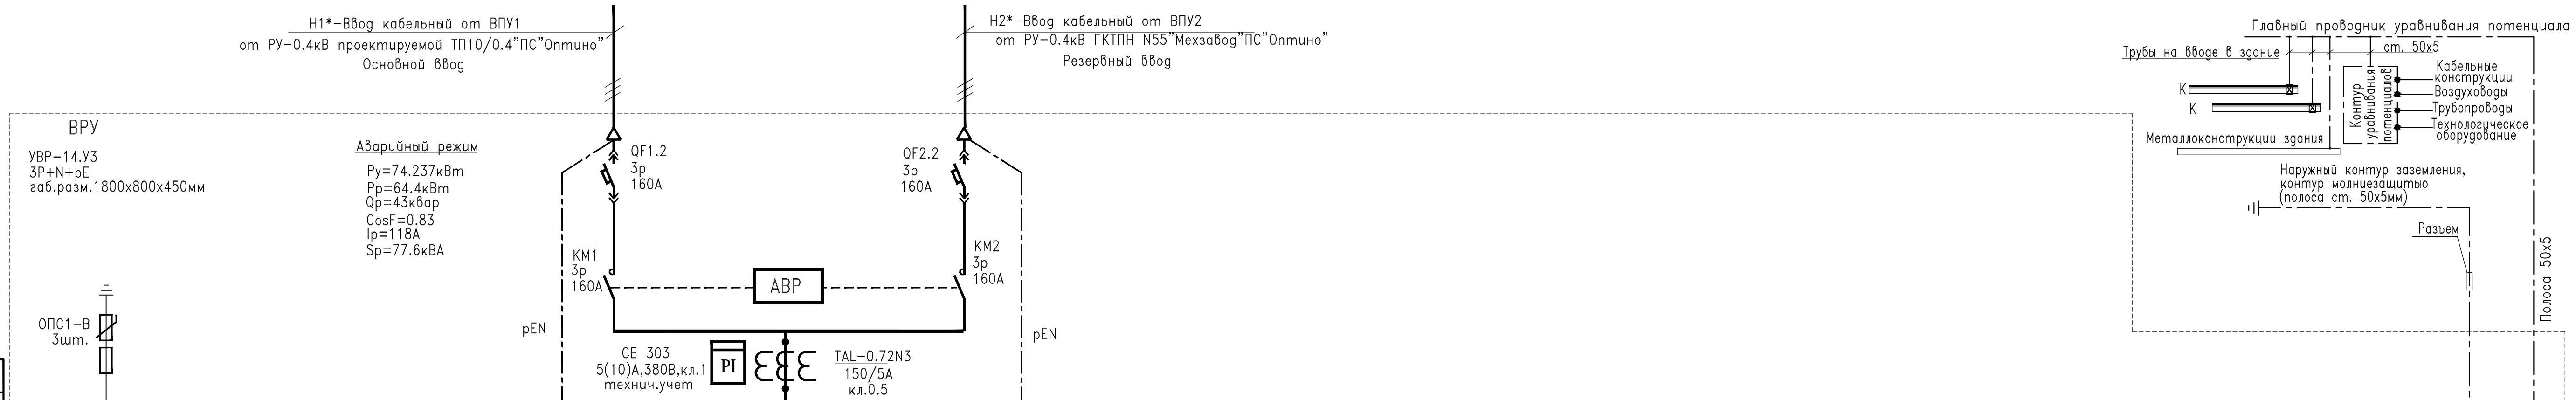 Н1*-Ввод кабельный от ВПУ1
от РУ-0.4кВ проектируемой ТП10/0.4"ПС"Оптино"
Основной ввод
Н2*-Ввод кабельный от ВПУ2
от РУ-0.4кВ ГКТПН N55"Мехзавод"ПС"Оптино"
Резервный ввод
Главный проводник уравнивания потенциала
ст. 50х5
Трубы на вводе в здание
К
К
Контур
уравнивания
потенциалов
Кабельные
конструкции
Воздуховоды
Трубопроводы
Технологическое
оборудование
Металлоконструкции здания
Наружный контур заземления,
контур молниезащитыо
(полоса ст. 50х5мм)
Разьем
Полоса 50х5
ВРУ
УВР-14.У3
3P+N+pE
габ.разм.1800х800х450мм
Аварийный режим
Ру=74.237кВт
Рр=64.4кВт
Qр=43квар
CosF=0.83
Iр=118А
Sр=77.6кВА
QF1.2
3р
160А
QF2.2
3р
160А
КМ1
3р
160А
КМ2
3р
160А
АВР
ОПС1-В
3шт.
pEN
pEN
СЕ 303
5(10)А,380В,кл.1
технич.учет
PI
TAL-0.72N3
150/5А
кл.0.5